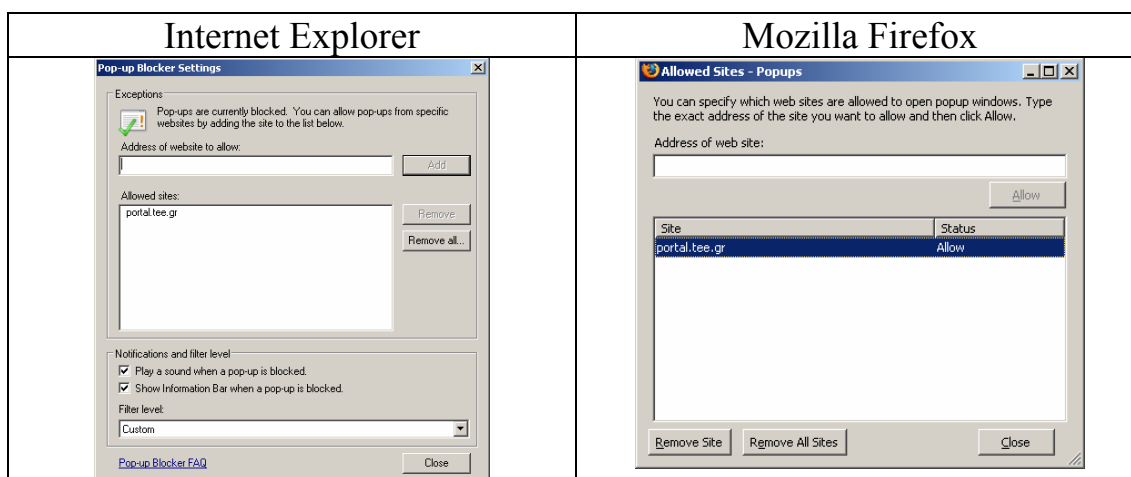 Internet Explorer
Mozilla Firefox
Pop-up Blocker Settings
Exceptions
Pop-ups are currently blocked. You can allow pop-ups from specific
websites by adding the site to the list below.
Address of website to allow:
Add
Allowed sites:
portal.tee.gr
Remove
Remove all...
Notifications and filter level
Play a sound when a pop-up is blocked.
Show Information Bar when a pop-up is blocked.
Filter level:
Custom
Pop-up Blocker FAQ
Close
Allowed Sites - Popups
You can specify which web sites are allowed to open popup windows. Type
the exact address of the site you want to allow and then click Allow.
Address of web site:
Allow
Site Status
portal.tee.gr Allow
Remove Site Remove All Sites Close